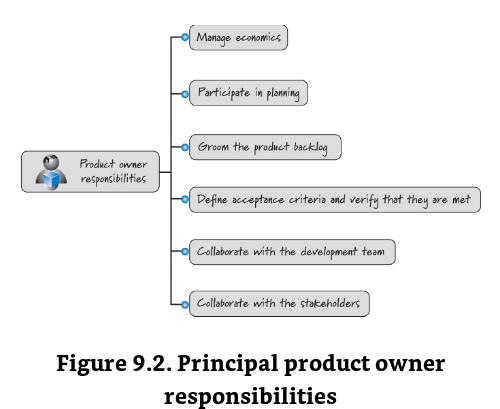 Manage economics
Participate in planning
Groom the product backlog
Product owner
responsibilities
Define acceptance criteria and verify that they are met
Collaborate with the development team
Collaborate with the stakeholders
Figure 9.2. Principal product owner
responsibilities